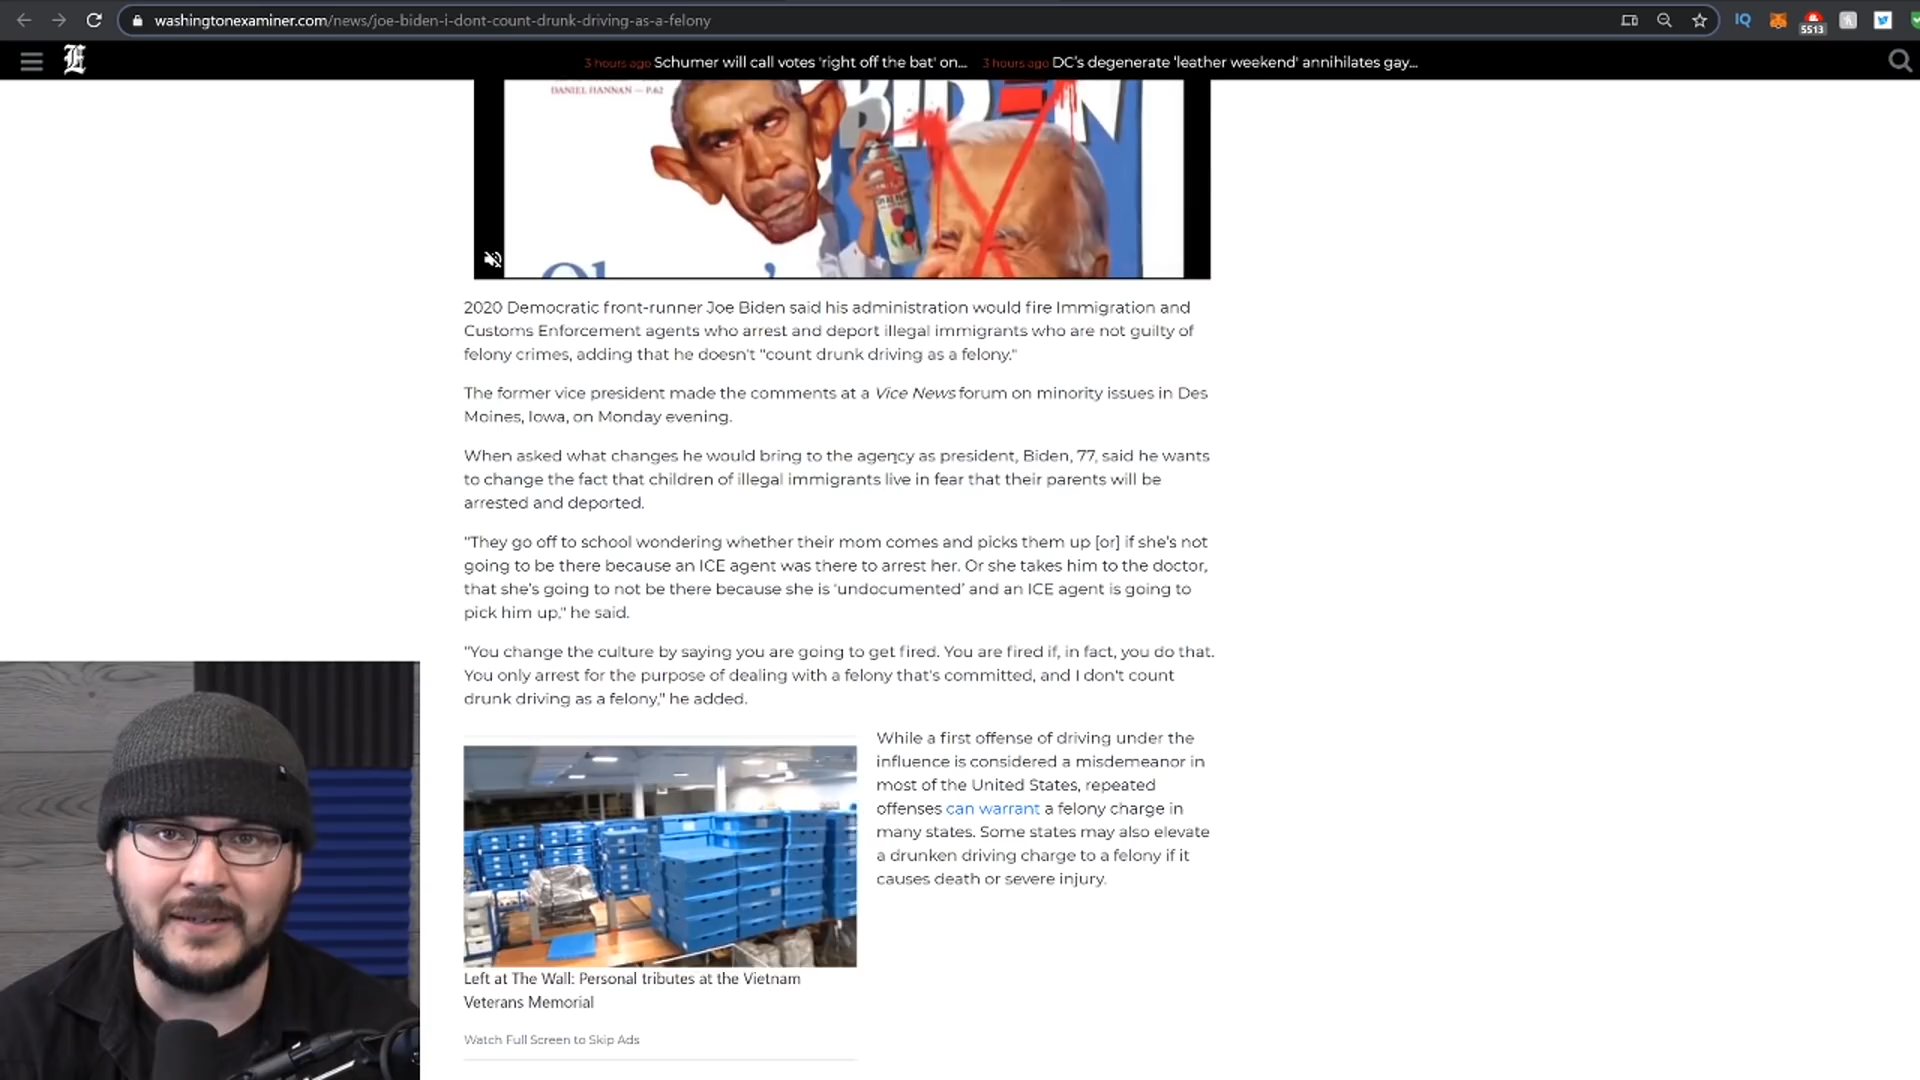 washingtonexaminer.com/news/joe-biden-i-dont-count-drunk-driving-as-a-felony
IQ
5513
E
3 hours ago Schumer will call votes 'right off the bat' on... 3 hours ago DC's degenerate 'leather weekend' annihilates gay...
DANIEL HANNAN — P.62
BIDEN
2020 Democratic front-runner Joe Biden said his administration would fire Immigration and
Customs Enforcement agents who arrest and deport illegal immigrants who are not guilty of
felony crimes, adding that he doesn't "count drunk driving as a felony."
The former vice president made the comments at a Vice News forum on minority issues in Des
Moines, Iowa, on Monday evening.
When asked what changes he would bring to the agency as president, Biden, 77, said he wants
to change the fact that children of illegal immigrants live in fear that their parents will be
arrested and deported.
"They go off to school wondering whether their mom comes and picks them up [or] if she's not
going to be there because an ICE agent was there to arrest her. Or she takes him to the doctor,
that she's going to not be there because she is 'undocumented' and an ICE agent is going to
pick him up," he said.
"You change the culture by saying you are going to get fired. You are fired if, in fact, you do that.
You only arrest for the purpose of dealing with a felony that's committed, and I don't count
drunk driving as a felony," he added.
While a first offense of driving under the
influence is considered a misdemeanor in
most of the United States, repeated
offenses can warrant a felony charge in
many states. Some states may also elevate
a drunken driving charge to a felony if it
causes death or severe injury.
Left at The Wall: Personal tributes at the Vietnam
Veterans Memorial
Watch Full Screen to Skip Ads